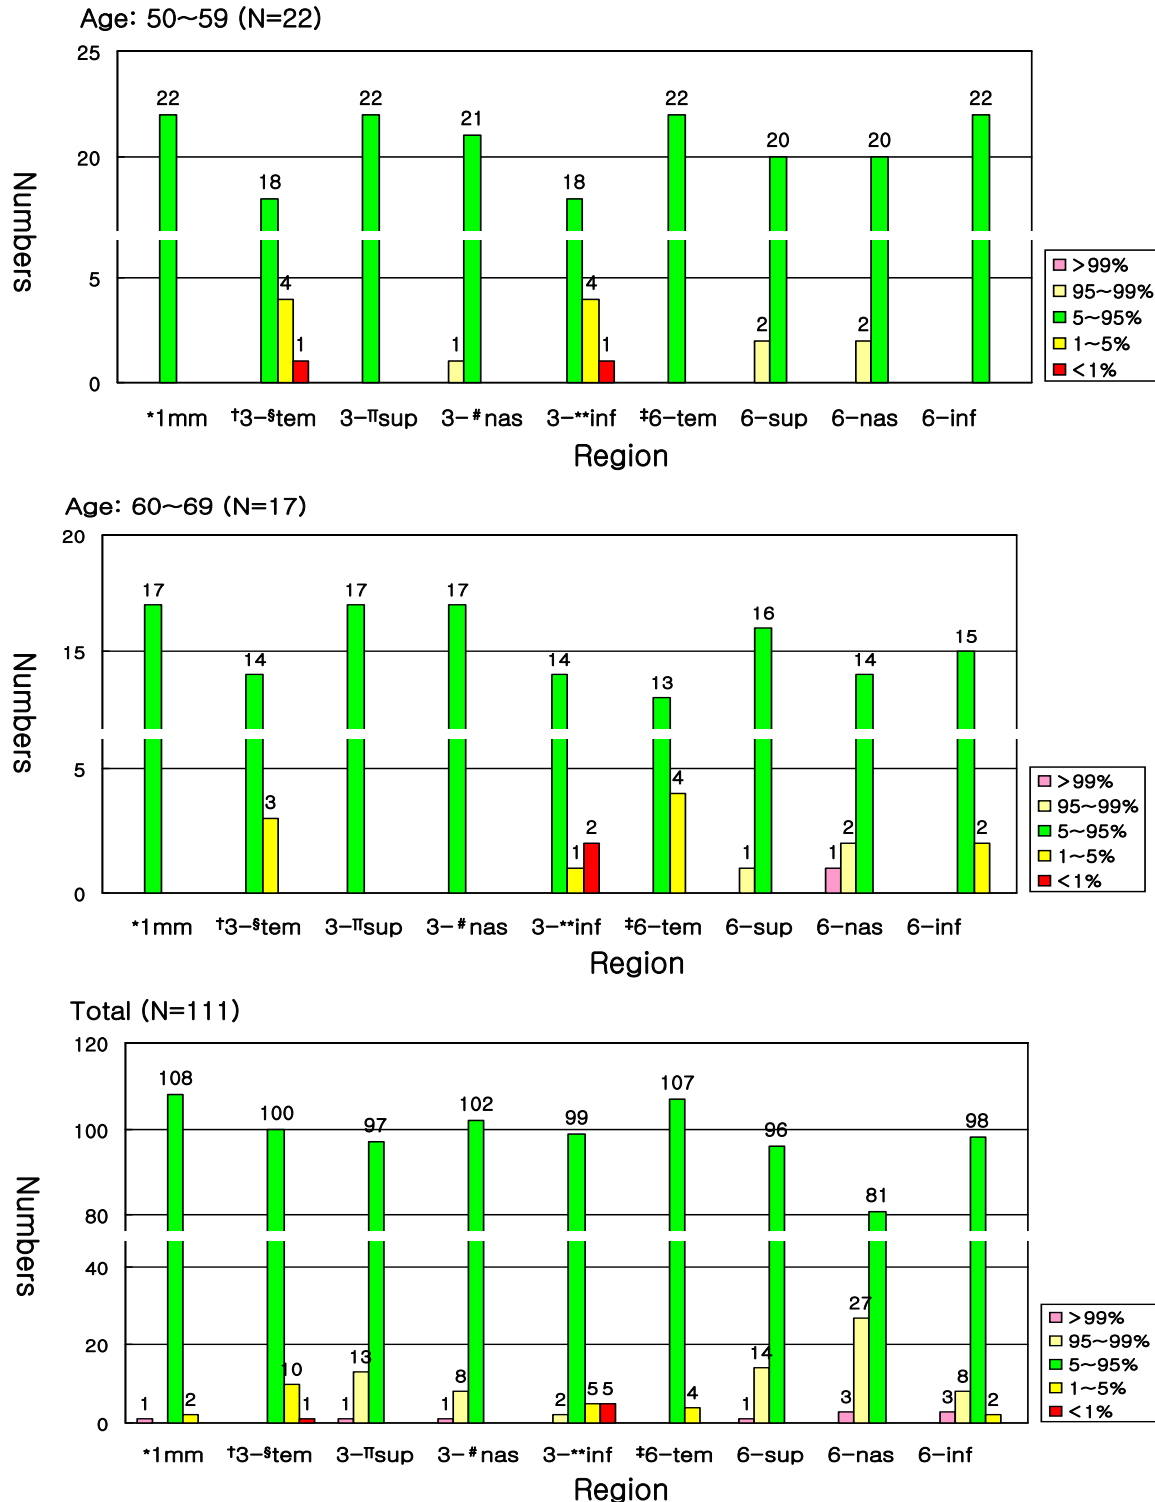 Age: 50~59 (N=22)
25
22 22 22 22
21
20 20 20
18 18
Numbers
5
4 4
2 2
1 1 1
0
>99%
95~99%
5~95%
1~5%
<1%
*1mm †3-§tem 3-πsup 3-#nas 3-**inf ‡6-tem 6-sup 6-nas 6-inf
Region
Age: 60~69 (N=17)
20
17 17 17
16
15 15
14 14 14
13
Numbers
5
4
3
2 2 2
1 1 1
0
>99%
95~99%
5~95%
1~5%
<1%
*1mm †3-§tem 3-πsup 3-#nas 3-**inf ‡6-tem 6-sup 6-nas 6-inf
Region
Total (N=111)
120
108 107
100 100 97 102 99 96 98
80 81
Numbers
40
27
20
13 14
10
8 8
1 2 1 1 1 2 5 5 4 1 3 3 2
0
>99%
95~99%
5~95%
1~5%
<1%
*1mm †3-§tem 3-πsup 3-#nas 3-**inf ‡6-tem 6-sup 6-nas 6-inf
Region